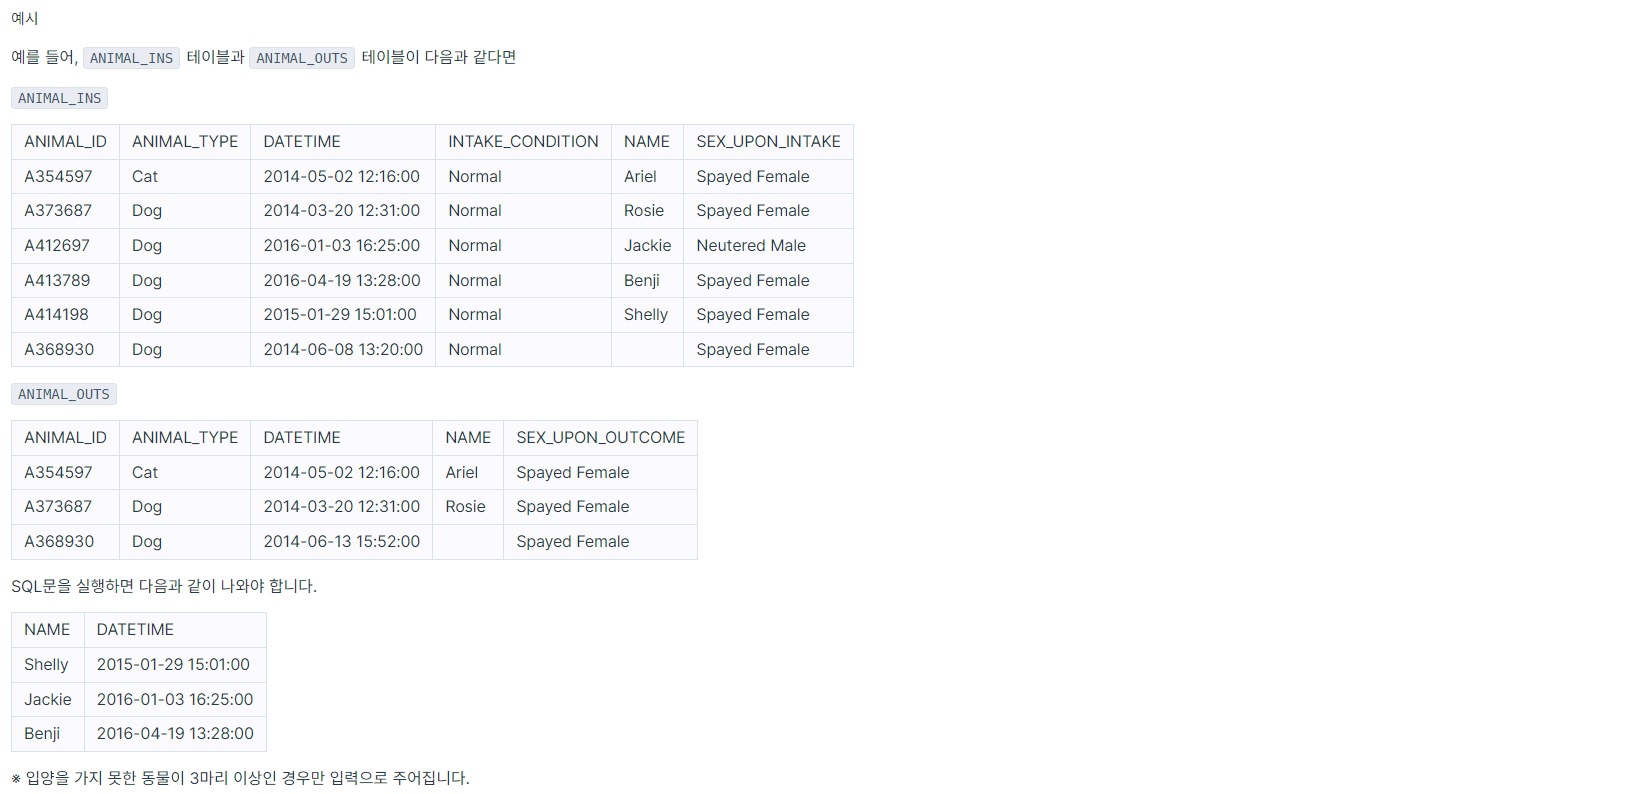 예시
예를 들어, ANIMAL_INS 테이블과 ANIMAL_OUTS 테이블이 다음과 같다면
ANIMAL_INS
ANIMAL_ID ANIMAL_TYPE DATETIME INTAKE_CONDITION NAME SEX_UPON_INTAKE
A354597 Cat 2014-05-02 12:16:00 Normal Ariel Spayed Female
A373687 Dog 2014-03-20 12:31:00 Normal Rosie Spayed Female
A412697 Dog 2016-01-03 16:25:00 Normal Jackie Neutered Male
A413789 Dog 2016-04-19 13:28:00 Normal Benji Spayed Female
A414198 Dog 2015-01-29 15:01:00 Normal Shelly Spayed Female
A368930 Dog 2014-06-08 13:20:00 Normal Spayed Female
ANIMAL_OUTS
ANIMAL_ID ANIMAL_TYPE DATETIME NAME SEX_UPON_OUTCOME
A354597 Cat 2014-05-02 12:16:00 Ariel Spayed Female
A373687 Dog 2014-03-20 12:31:00 Rosie Spayed Female
A368930 Dog 2014-06-13 15:52:00 Spayed Female
SQL문을 실행하면 다음과 같이 나와야 합니다.
NAME DATETIME
Shelly 2015-01-29 15:01:00
Jackie 2016-01-03 16:25:00
Benji 2016-04-19 13:28:00
※ 입양을 가지 못한 동물이 3마리 이상인 경우만 입력으로 주어집니다.